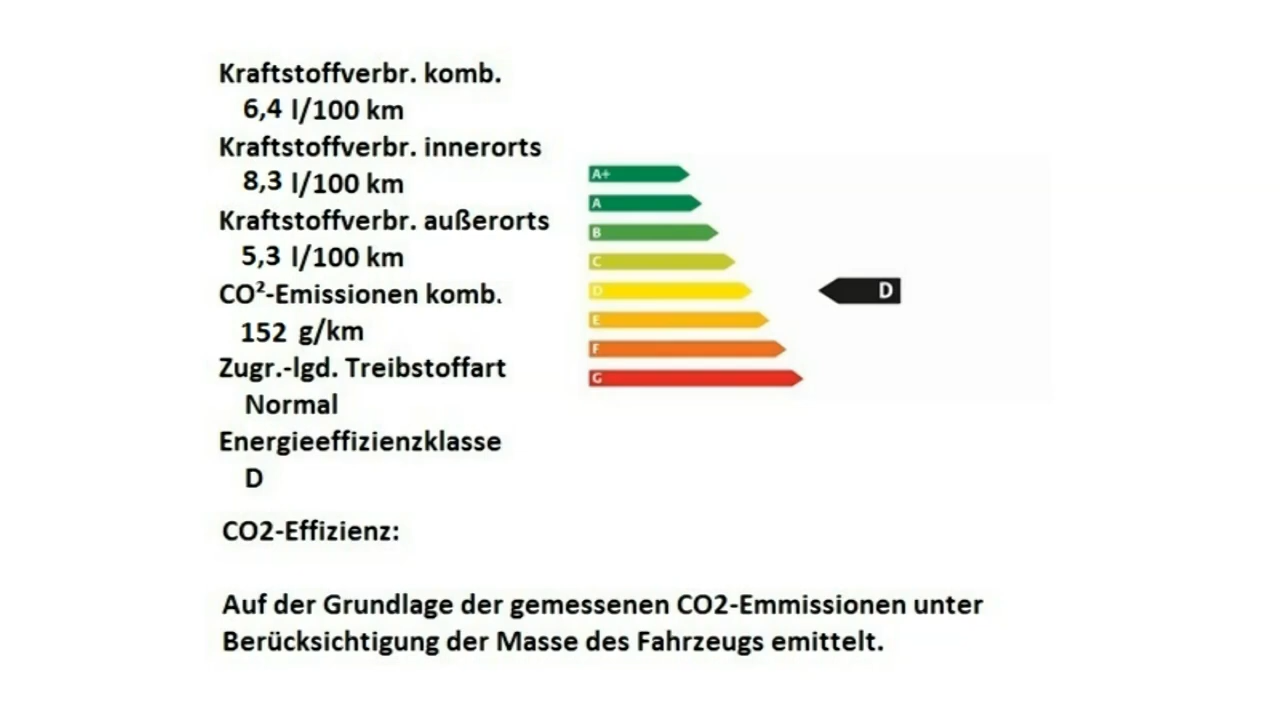 Kraftstoffverbr. komb.
6,4 l/100 km
Kraftstoffverbr. innerorts
8,3 l/100 km
Kraftstoffverbr. außerorts
5,3 l/100 km
CO²-Emissionen komb.
152 g/km
Zugr.-lgd. Treibstoffart
Normal
Energieeffizienzklasse
D
A+
A
B
C
D
D
E
F
G
CO2-Effizienz:
Auf der Grundlage der gemessenen CO2-Emmissionen unter
Berücksichtigung der Masse des Fahrzeugs emittelt.